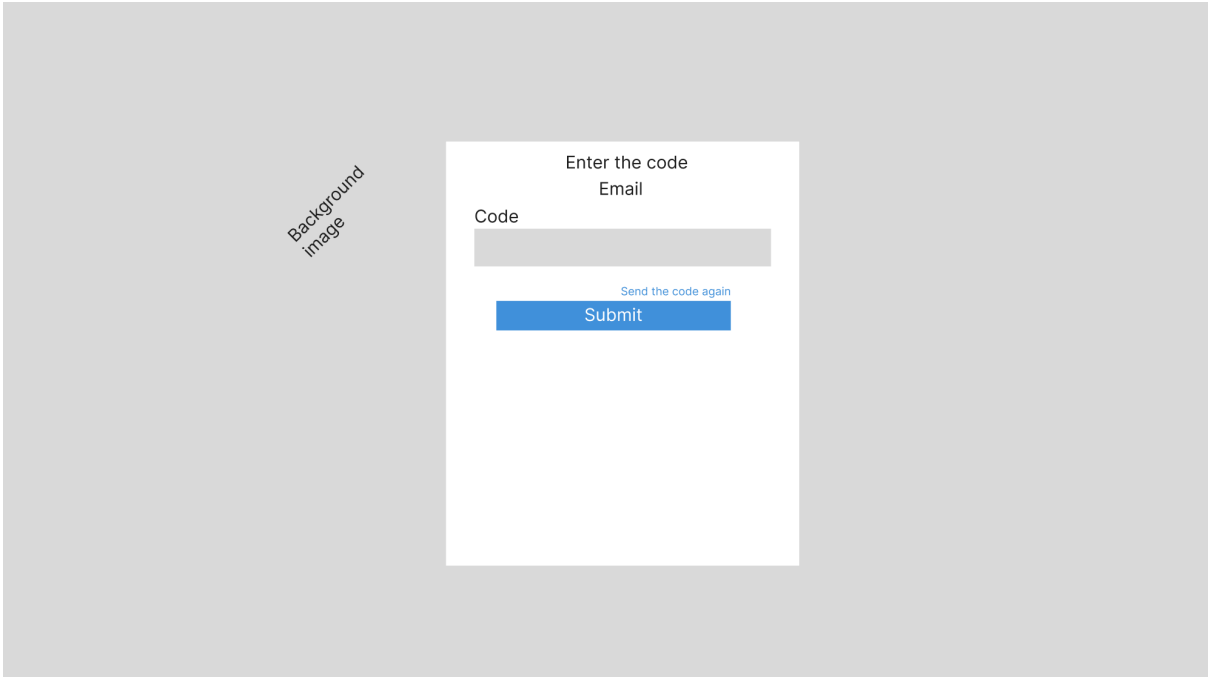 Background
image
Enter the code
Email
Code
Send the code again
Submit